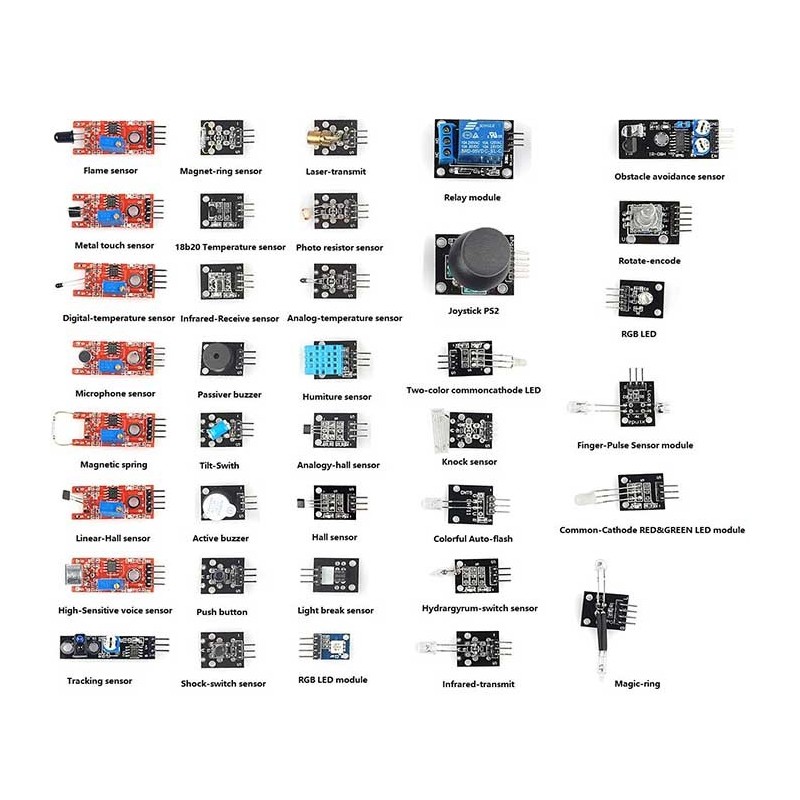 Flame sensor
Magnet-ring sensor
Laser-transmit
Relay module
Obstacle avoidance sensor
Metal touch sensor
18b20 Temperature sensor
Photo resistor sensor
Rotate-encode
Digital-temperature sensor
Infrared-Receive sensor
Analog-temperature sensor
Joystick PS2
RGB LED
Microphone sensor
Passiver buzzer
Humiture sensor
Two-color commoncathode LED
Magnetic spring
Tilt-Swith
Analogy-hall sensor
Knock sensor
Finger-Pulse Sensor module
Linear-Hall sensor
Active buzzer
Hall sensor
Colorful Auto-flash
Common-Cathode RED&GREEN LED module
High-Sensitive voice sensor
Push button
Light break sensor
Hydrargyrum-switch sensor
Tracking sensor
Shock-switch sensor
RGB LED module
Infrared-transmit
Magic-ring